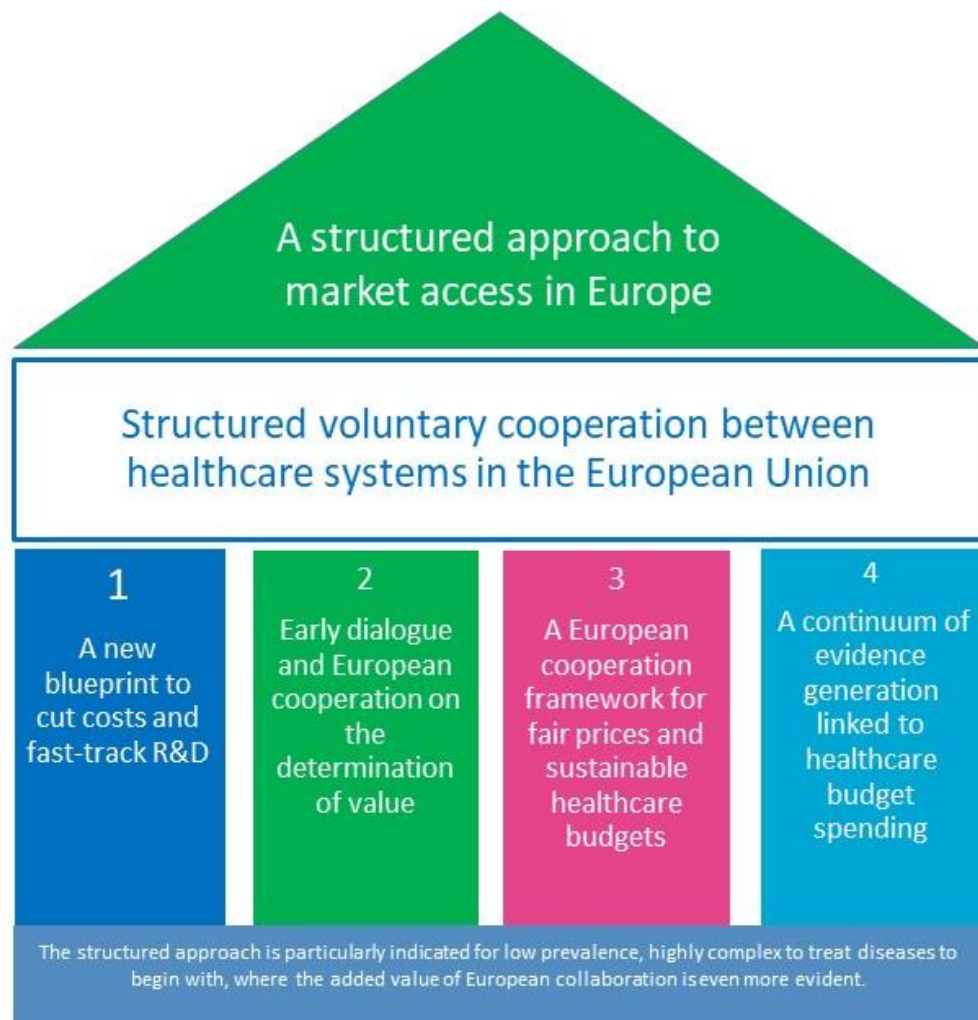 A structured approach to
market access in Europe
Structured voluntary cooperation between
healthcare systems in the European Union
1
A new
blueprint to
cut costs and
fast-track R&D
2
Early dialogue
and European
cooperation on
the
determination
of value
3
A European
cooperation
framework for
fair prices and
sustainable
healthcare
budgets
4
A continuum of
evidence
generation
linked to
healthcare
budget
spending
The structured approach is particularly indicated for low prevalence, highly complex to treat diseases to
begin with, where the added value of European collaboration is even more evident.